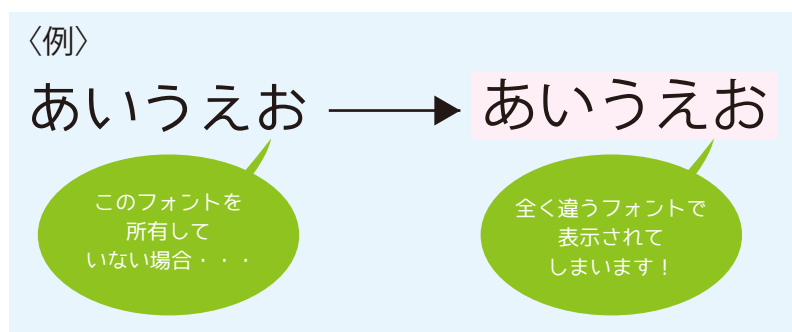 〈例〉
あいうえお
あいうえお
このフォントを
所有して
いない場合・・・
全く違うフォントで
表示されて
しまいます！